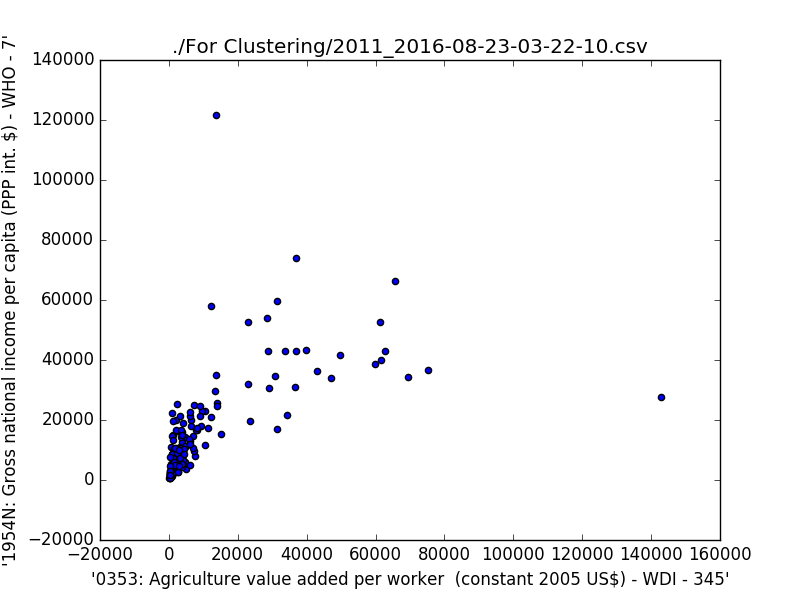 ./For Clustering/2011_2016-08-23-03-22-10.csv
'1954N: Gross national income per capita (PPP int. $) - WHO - 7'
140000
120000
100000
80000
60000
40000
20000
0
−20000
−20000 0 20000 40000 60000 80000 100000 120000 140000 160000
'0353: Agriculture value added per worker  (constant 2005 US$) - WDI - 345'